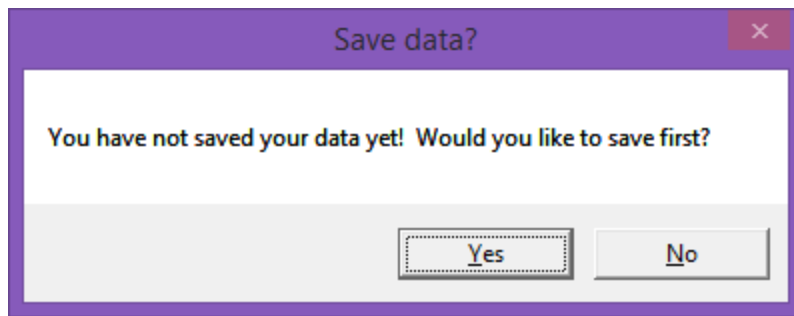 Save data?
You have not saved your data yet!  Would you like to save first?
Yes
No